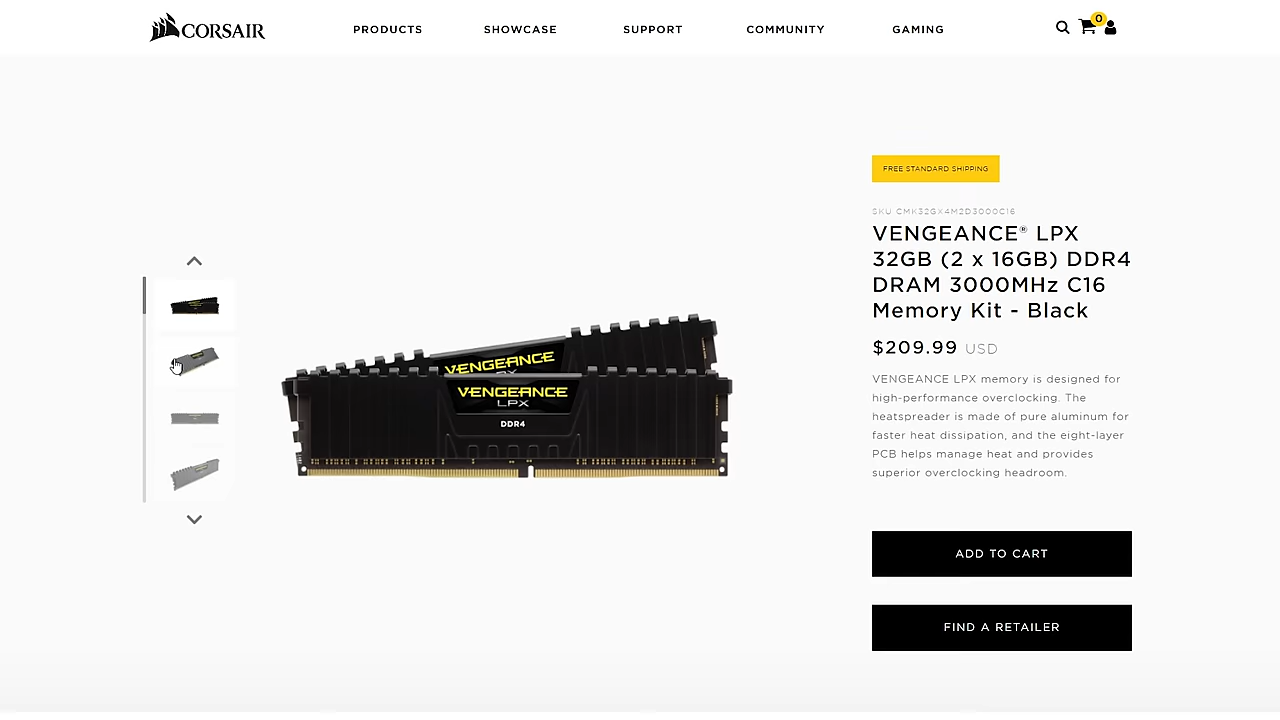 CORSAIR
PRODUCTS
SHOWCASE
SUPPORT
COMMUNITY
GAMING
0
FREE STANDARD SHIPPING
SKU CMK32GX4M2D3000C16
VENGEANCE® LPX
32GB (2 x 16GB) DDR4
DRAM 3000MHz C16
Memory Kit - Black
$209.99 USD
VENGEANCE LPX memory is designed for
high-performance overclocking. The
heatspreader is made of pure aluminum for
faster heat dissipation, and the eight-layer
PCB helps manage heat and provides
superior overclocking headroom.
ADD TO CART
FIND A RETAILER
VENGEANCE
VENGEANCE
LPX
DDR4